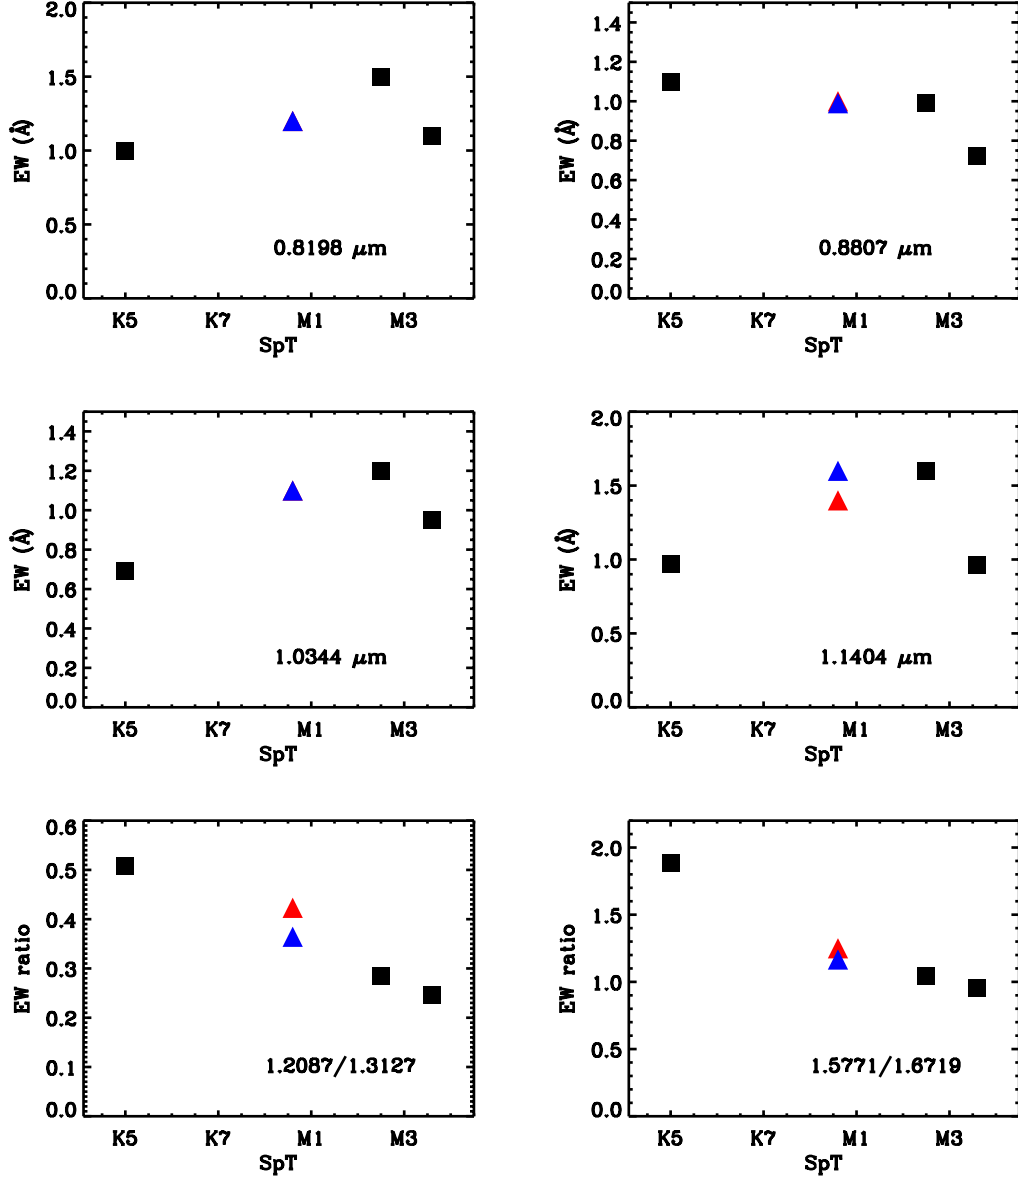 2.0
1.5
1.0
0.5
0.0
EW (Å)
0.8198 μm
K5 K7 M1 M3
SpT
1.4
1.2
1.0
0.8
0.6
0.4
0.2
0.0
EW (Å)
0.8807 μm
K5 K7 M1 M3
SpT
1.4
1.2
1.0
0.8
0.6
0.4
0.2
0.0
EW (Å)
1.0344 μm
K5 K7 M1 M3
SpT
2.0
1.5
1.0
0.5
0.0
EW (Å)
1.1404 μm
K5 K7 M1 M3
SpT
0.6
0.5
0.4
0.3
0.2
0.1
0.0
EW ratio
1.2087/1.3127
K5 K7 M1 M3
SpT
2.0
1.5
1.0
0.5
0.0
EW ratio
1.5771/1.6719
K5 K7 M1 M3
SpT